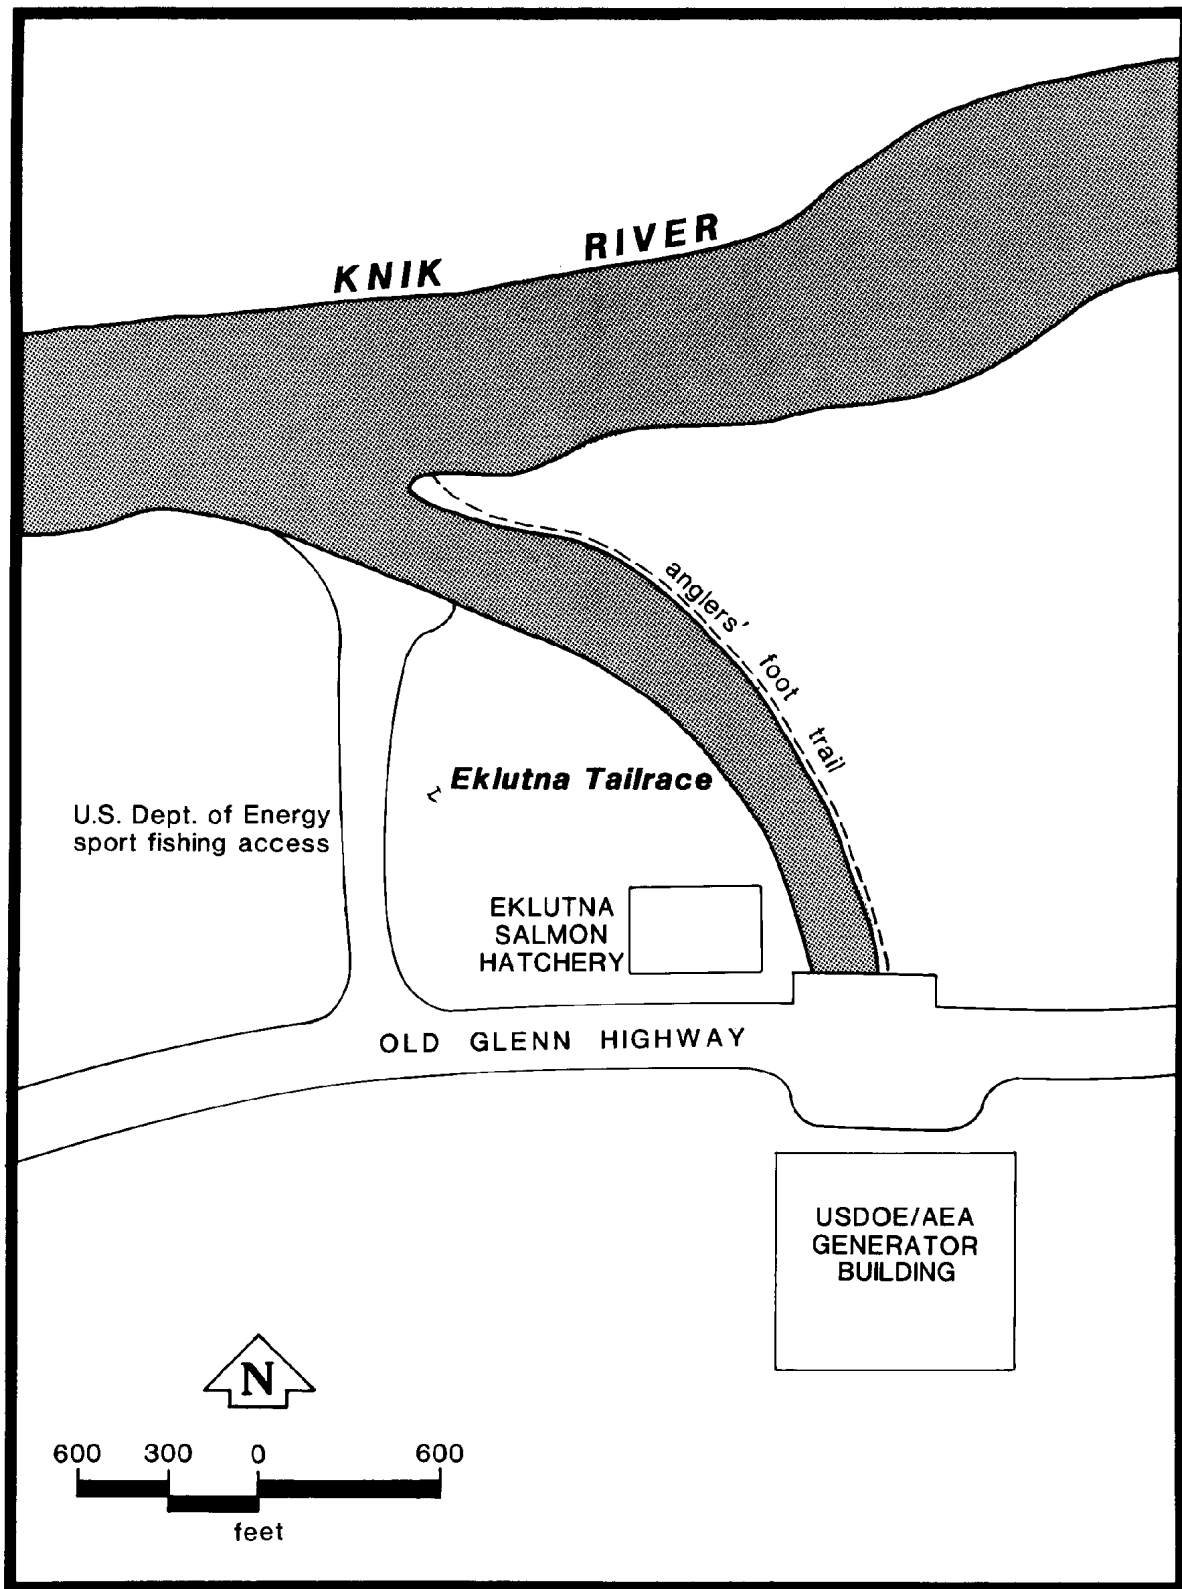 KNIK RIVER
anglers' foot trail
Eklutna Tailrace
U.S. Dept. of Energy
sport fishing access
EKLUTNA
SALMON
HATCHERY
OLD GLENN HIGHWAY
USDOE/AEA
GENERATOR
BUILDING
N
600 300 0 600
feet